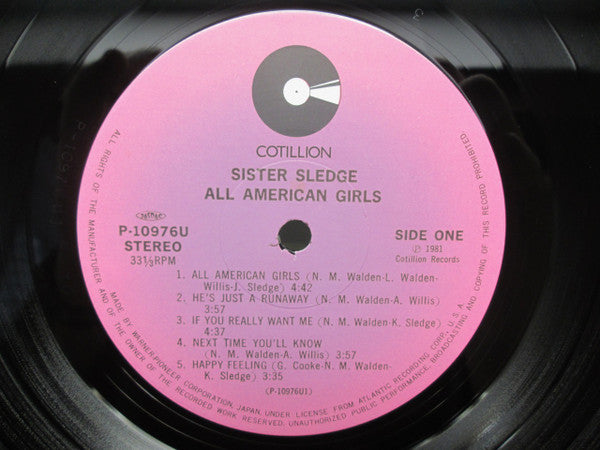 COTILLION
SISTER SLEDGE
ALL AMERICAN GIRLS
JASRAC
P-10976U
STEREO
33⅓RPM
SIDE ONE
Ⓟ 1981
Cotillion Records
1. ALL AMERICAN GIRLS (N. M. Walden-L. Walden-
Willis-J. Sledge) 4:42
2. HE'S JUST A RUNAWAY (N. M. Walden-A. Willis)
3:57
3. IF YOU REALLY WANT ME (N. M. Walden-K. Sledge)
4:37
4. NEXT TIME YOU'LL KNOW
(N. M. Walden-A. Willis) 3:57
5. HAPPY FEELING (G. Cooke-N. M. Walden-
K. Sledge) 3:35
(P-10976U1)
MADE BY WARNER-PIONEER CORPORATION, JAPAN, UNDER LICENSE FROM ATLANTIC RECORDING CORP., U.S.A.
ALL RIGHTS OF THE MANUFACTURER AND OF THE OWNER OF THE RECORDED WORK RESERVED. UNAUTHORIZED PUBLIC PERFORMANCE, BROADCASTING AND COPYING OF THIS RECORD PROHIBITED.